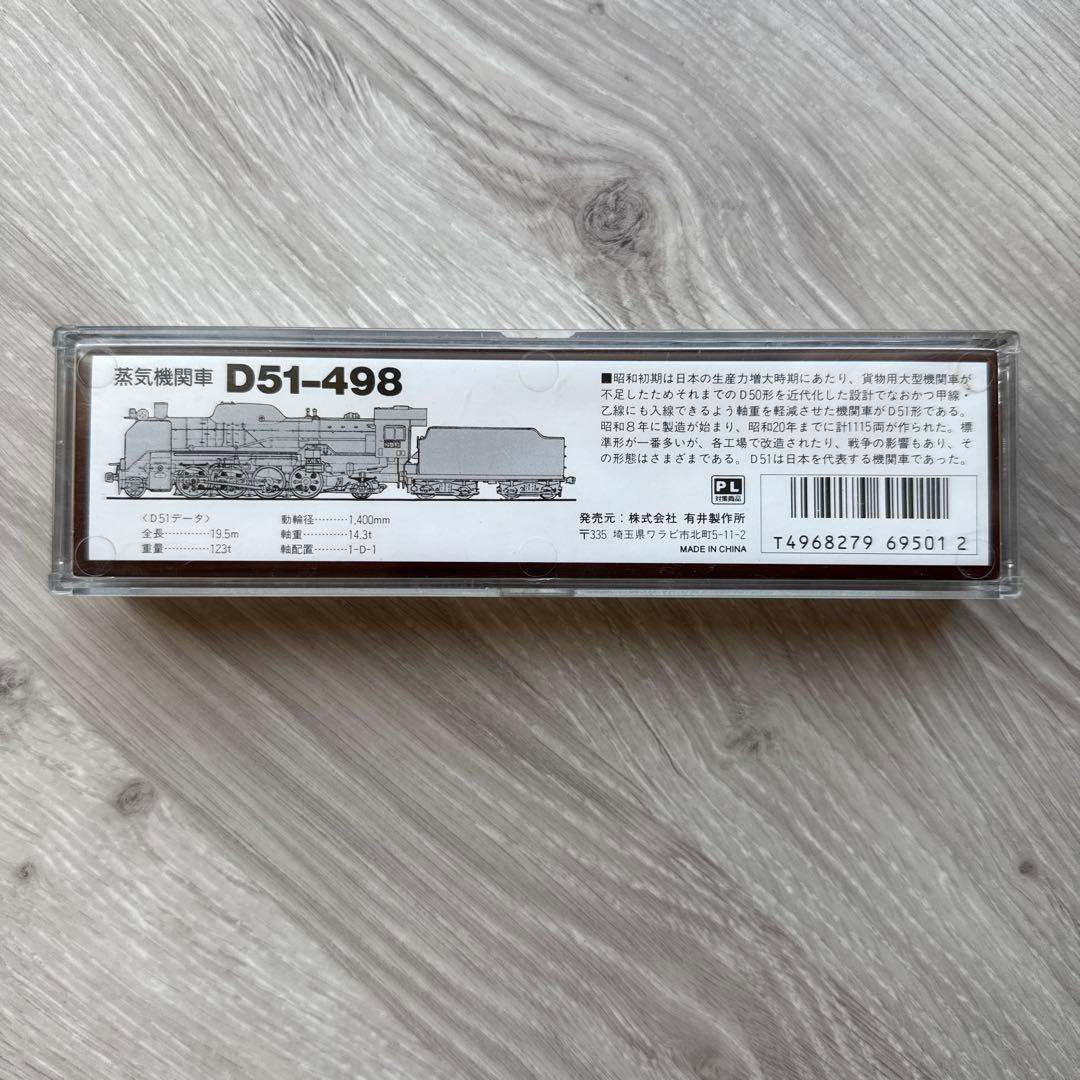 蒸気機関車 D51-498
■昭和初期は日本の生産力増大時期にあたり、貨物用大型機関車が
不足したためそれまでのD50形を近代化した設計でなおかつ甲線・
乙線にも入線できるよう軸重を軽減させた機関車がD51形である。
昭和8年に製造が始まり、昭和20年までに計1115両が作られた。標
準形が一番多いが、各工場で改造されたり、戦争の影響もあり、そ
の形態はさまざまである。D51は日本を代表する機関車であった。
〈D51データ〉
全長………19.5m
重量………123t
動輪径………1,400mm
軸重………14.3t
軸配置………1-D-1
PL
対策商品
発売元:株式会社 有井製作所
〒335 埼玉県ワラビ市北町5-11-2
MADE IN CHINA
T4968279 69501 2